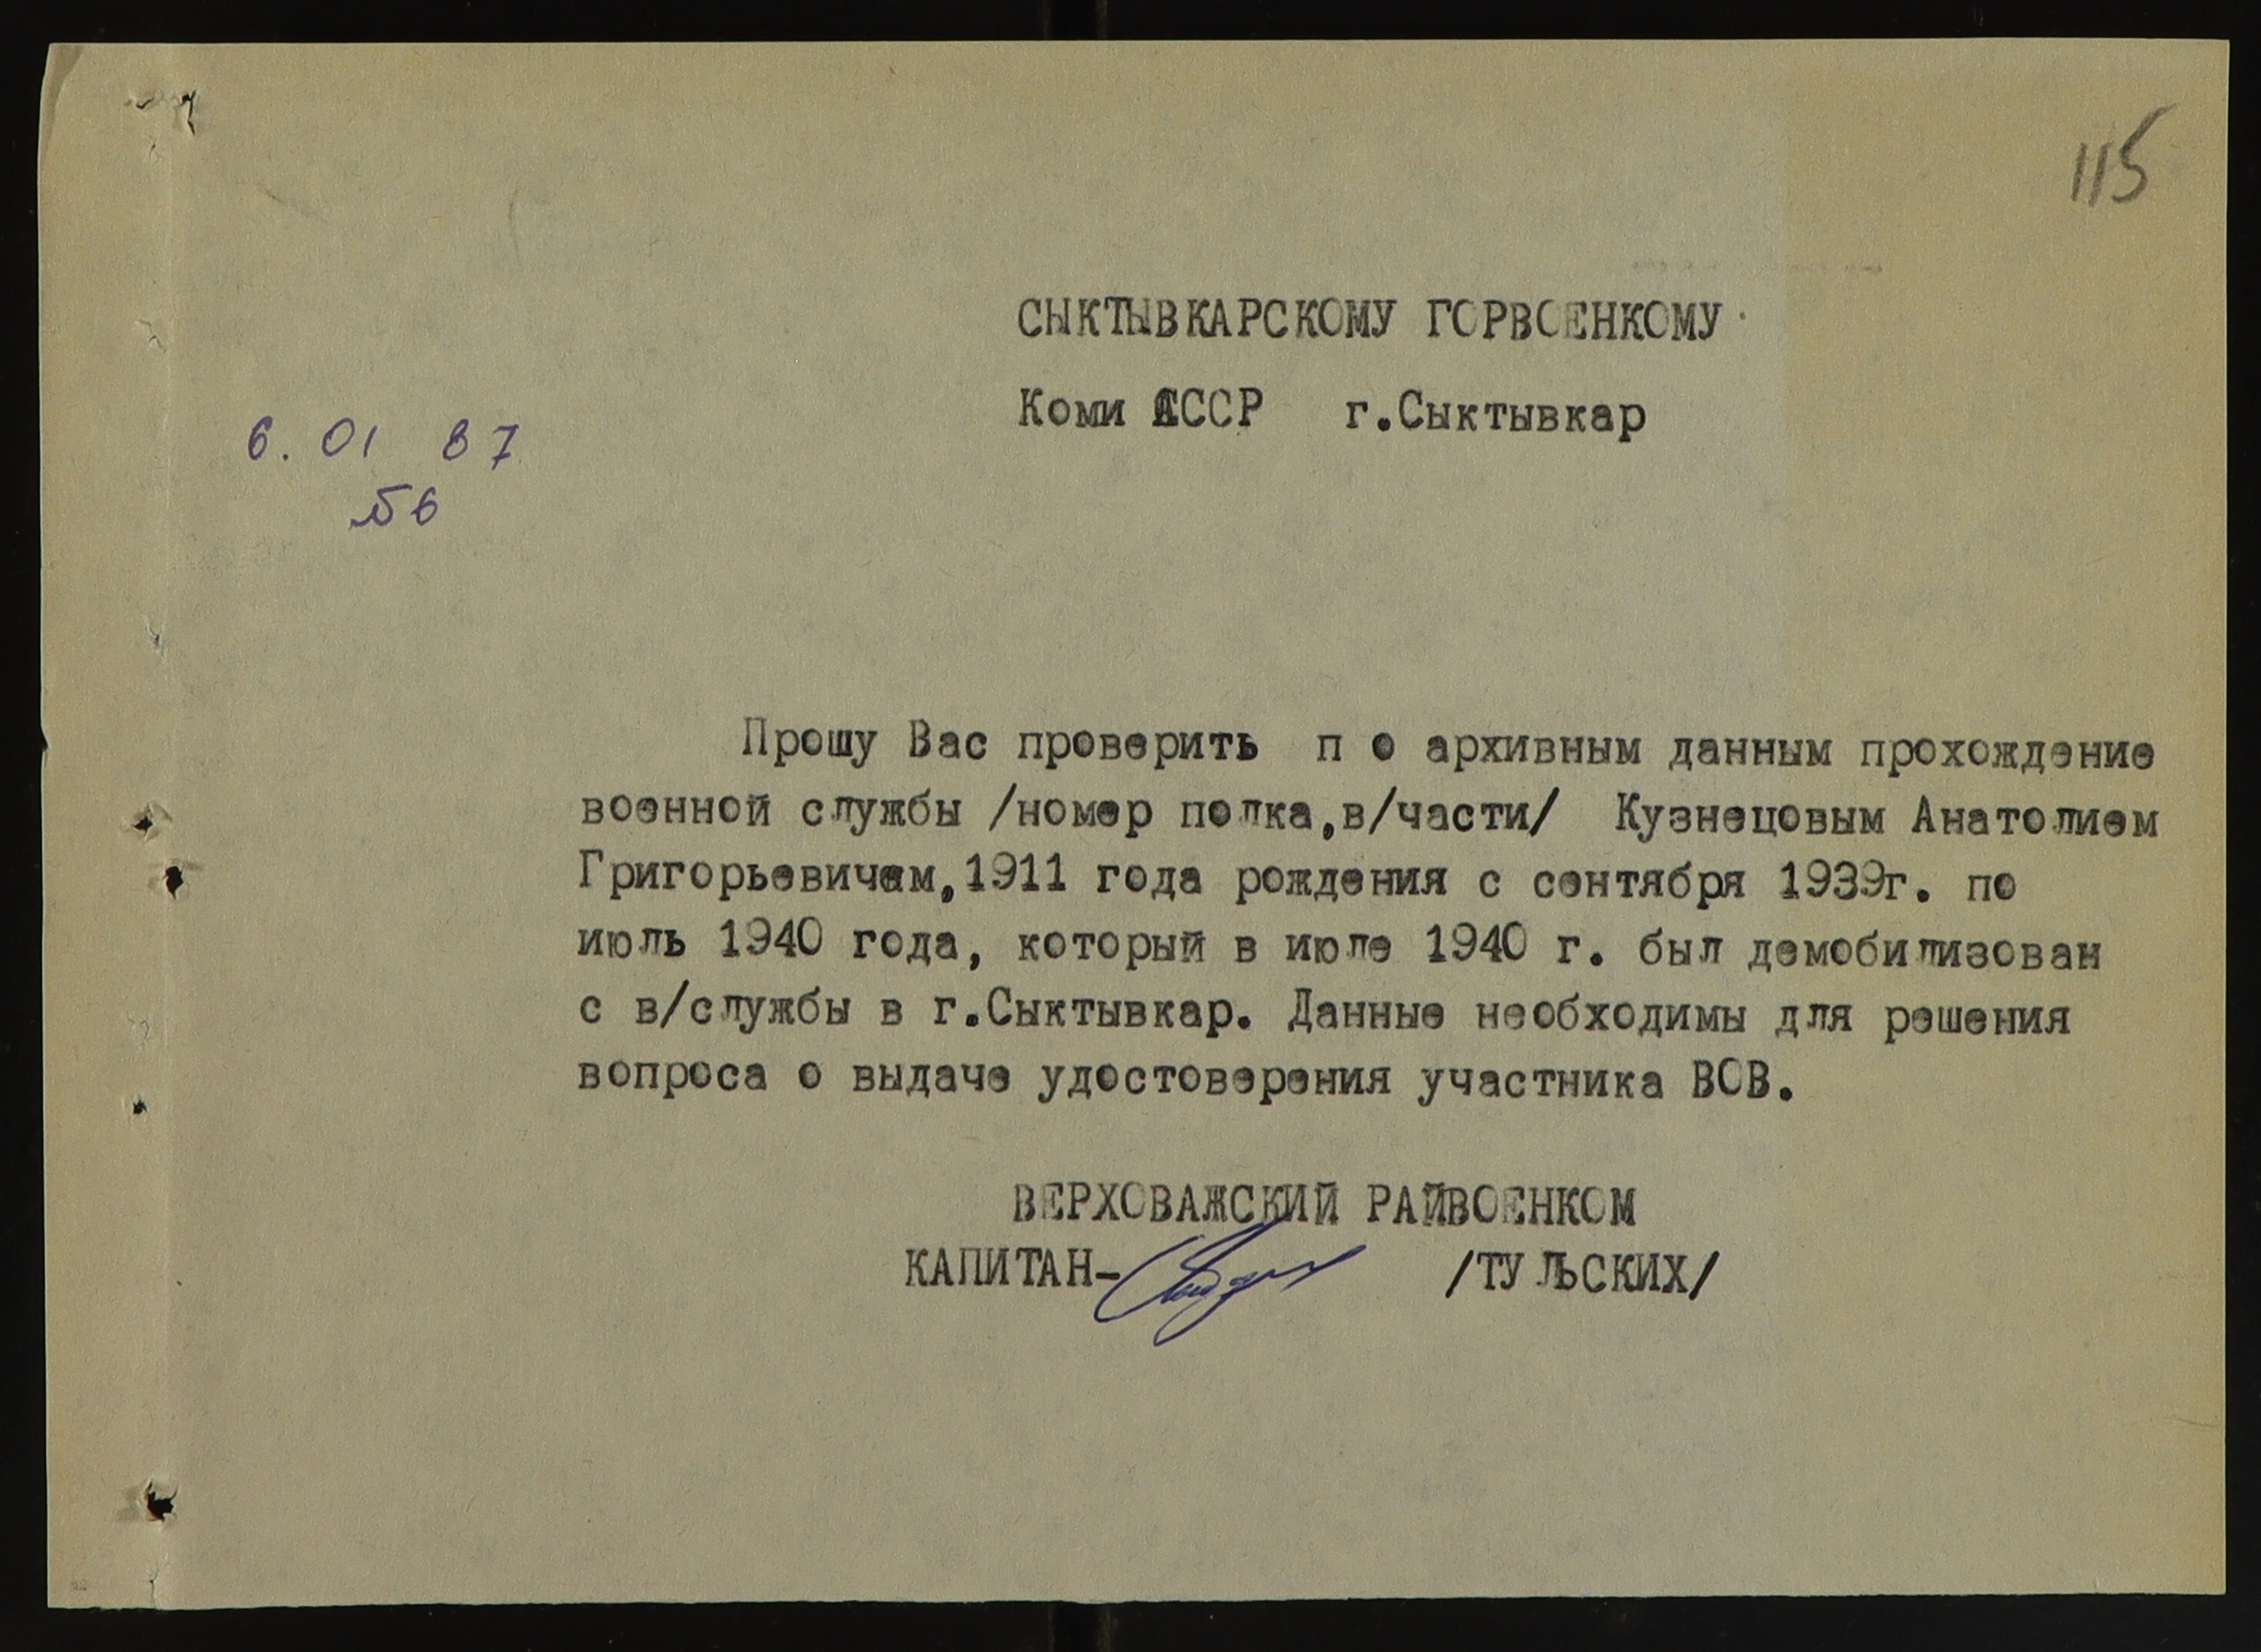 115
СЫКТЫВКАРСКОМУ ГОРВОЕНКОМУ
Коми АССР г.Сыктывкар
6. 01 87
№6
Прошу Вас проверить п о архивным данным прохождение
военной службы /номер полка,в/части/ Кузнецовым Анатолием
Григорьевичем,1911 года рождения с сентября 1939г. по
июль 1940 года, который в июле 1940 г. был демобилизован
с в/службы в г.Сыктывкар. Данные необходимы для решения
вопроса о выдаче удостоверения участника ВОВ.
ВЕРХОВАЖСКИЙ РАЙВОЕНКОМ
КАПИТАН- /ТУЛЬСКИХ/